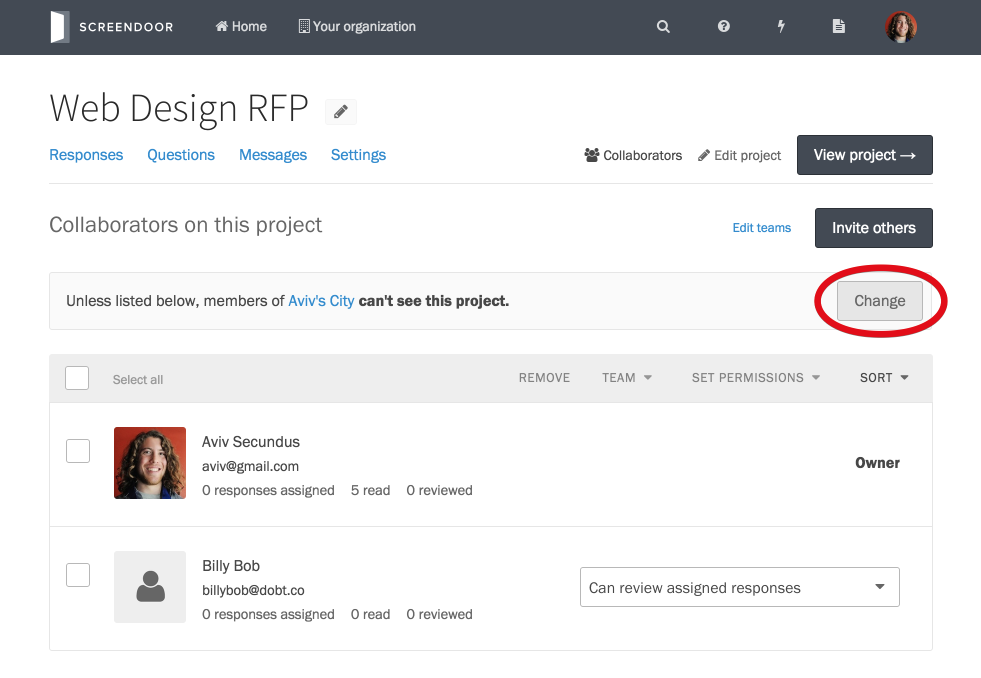 SCREENDOOR Home Your organization
Web Design RFP
Responses Questions Messages Settings Collaborators Edit project View project →
Collaborators on this project Edit teams Invite others
Unless listed below, members of Aviv's City can't see this project. Change
Select all REMOVE TEAM SET PERMISSIONS SORT
Aviv Secundus
aviv@gmail.com
Owner
0 responses assigned 5 read 0 reviewed
Billy Bob
billybob@dobt.co
Can review assigned responses
0 responses assigned 0 read 0 reviewed